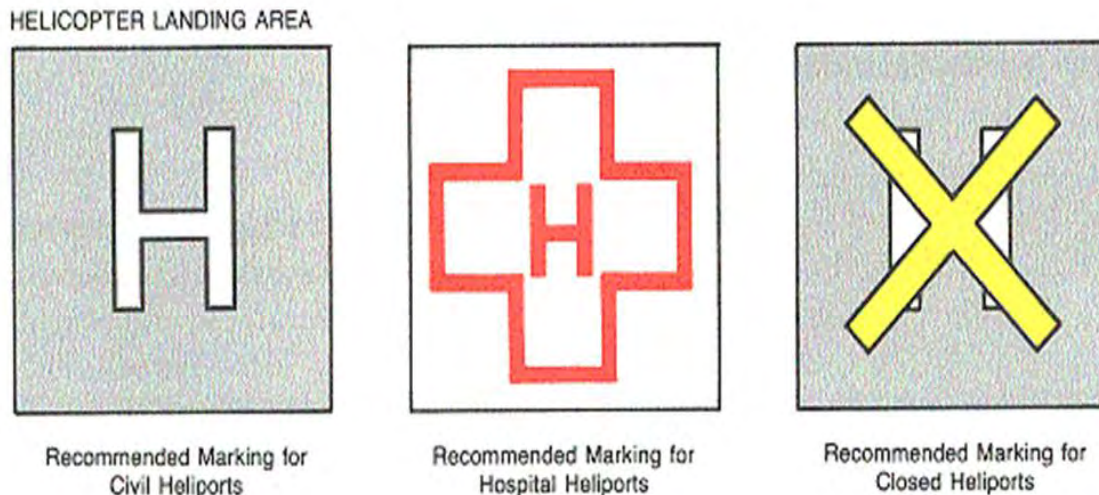 HELICOPTER LANDING AREA
H
H
Recommended Marking for
Civil Heliports
Recommended Marking for
Hospital Heliports
Recommended Marking for
Closed Heliports